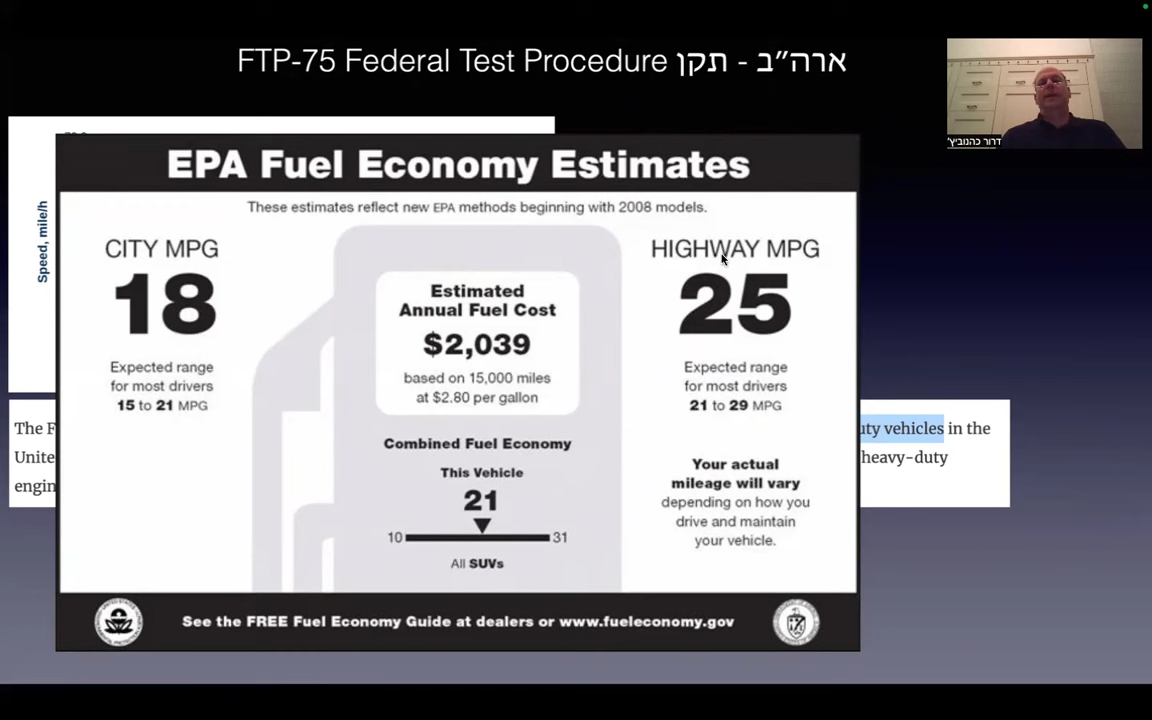 ארה״ב - תקן FTP-75 Federal Test Procedure
דרור כהנוביץ'
Speed, mile/h
EPA Fuel Economy Estimates
These estimates reflect new EPA methods beginning with 2008 models.
CITY MPG
18
Expected range
for most drivers
15 to 21 MPG
Estimated
Annual Fuel Cost
$2,039
based on 15,000 miles
at $2.80 per gallon
Combined Fuel Economy
This Vehicle
21
10 31
All SUVs
HIGHWAY MPG
25
Expected range
for most drivers
21 to 29 MPG
Your actual
mileage will vary
depending on how you
drive and maintain
your vehicle.
See the FREE Fuel Economy Guide at dealers or www.fueleconomy.gov
The F uty vehicles in the
Unite heavy-duty
engin